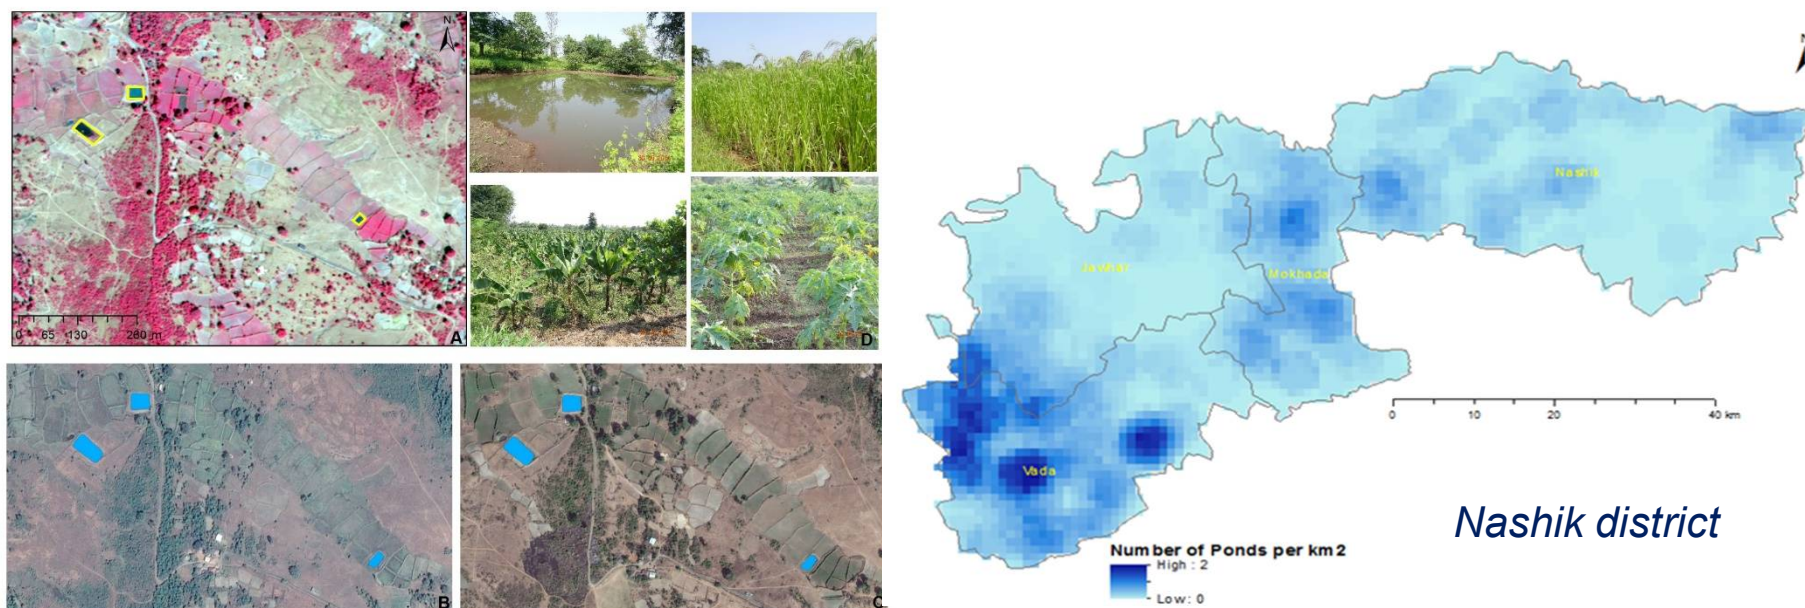 N
0 65 130 260 m
A
D
B
C
N
Nashik
Jawhar
Mokhada
Vada
0 10 20 40 km
Nashik district
Number of Ponds per km2
High : 2
Low: 0